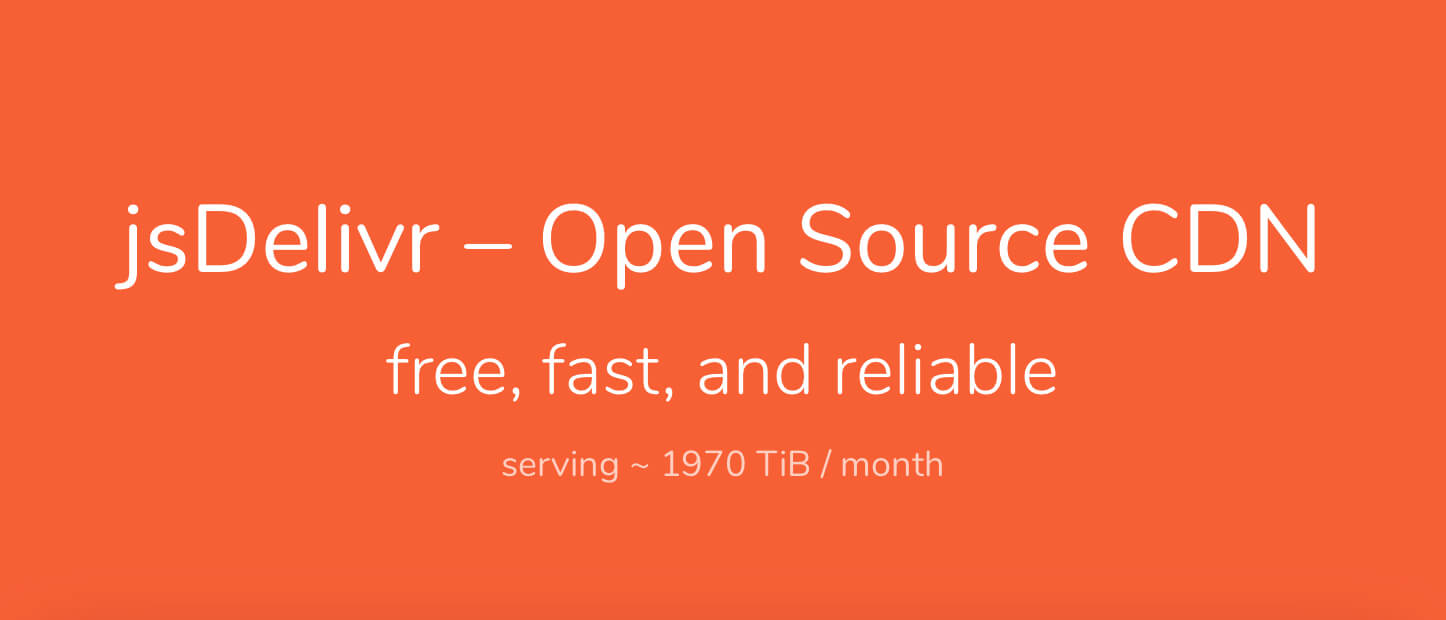 jsDelivr – Open Source CDN
free, fast, and reliable
serving ~ 1970 TiB / month